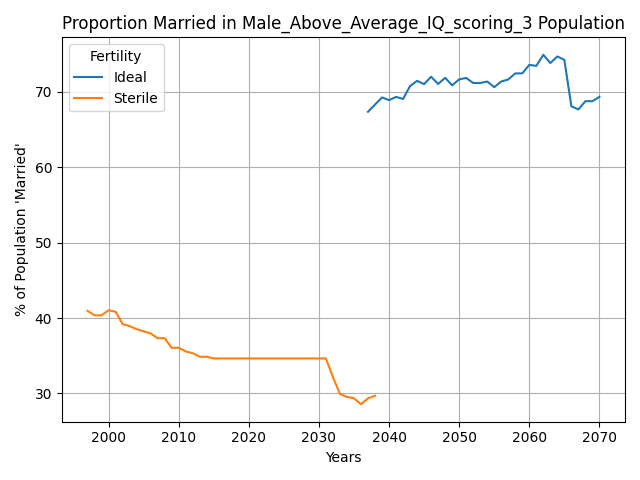 Proportion Married in Male_Above_Average_IQ_scoring_3 Population
Fertility
Ideal
Sterile
% of Population 'Married'
70
60
50
40
30
2000 2010 2020 2030 2040 2050 2060 2070
Years